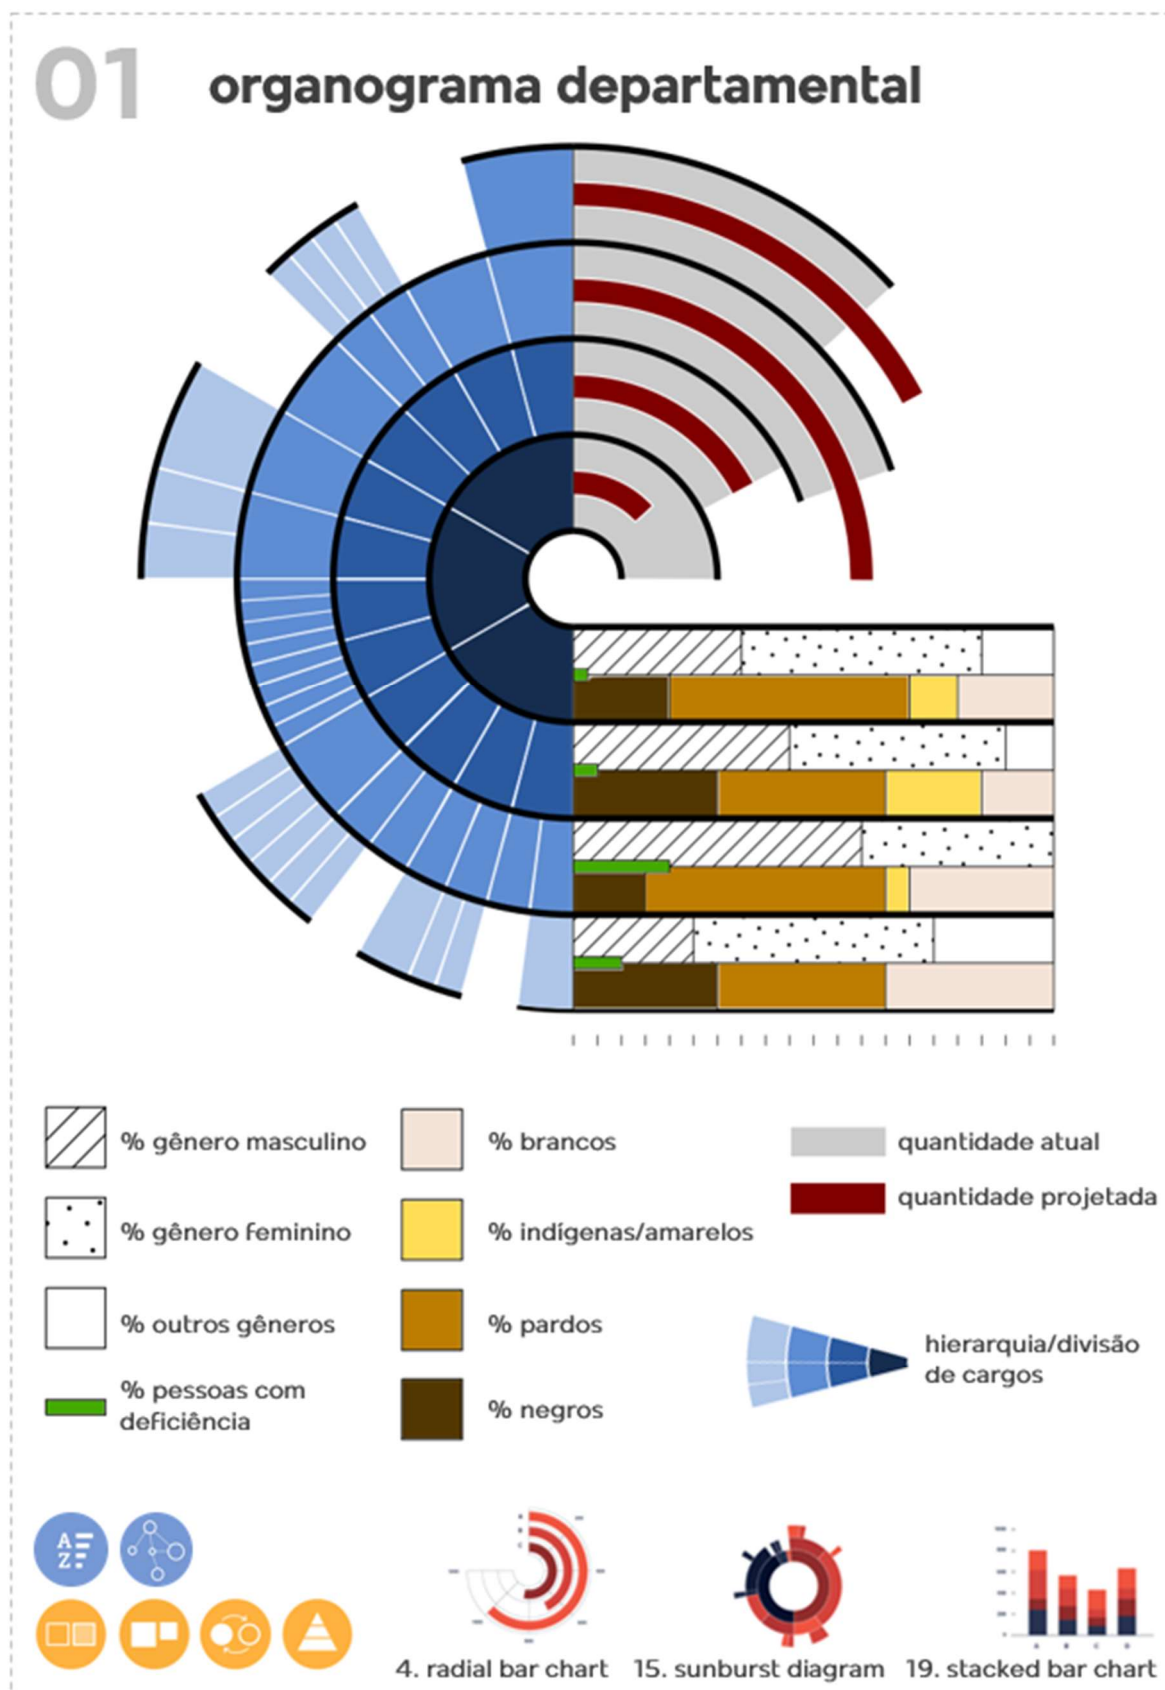 01 organograma departamental
% gênero masculino
% gênero feminino
% outros gêneros
% pessoas com
deficiência
% brancos
% indígenas/amarelos
% pardos
% negros
quantidade atual
quantidade projetada
hierarquia/divisão
de cargos
A
Z
4. radial bar chart
15. sunburst diagram
19. stacked bar chart